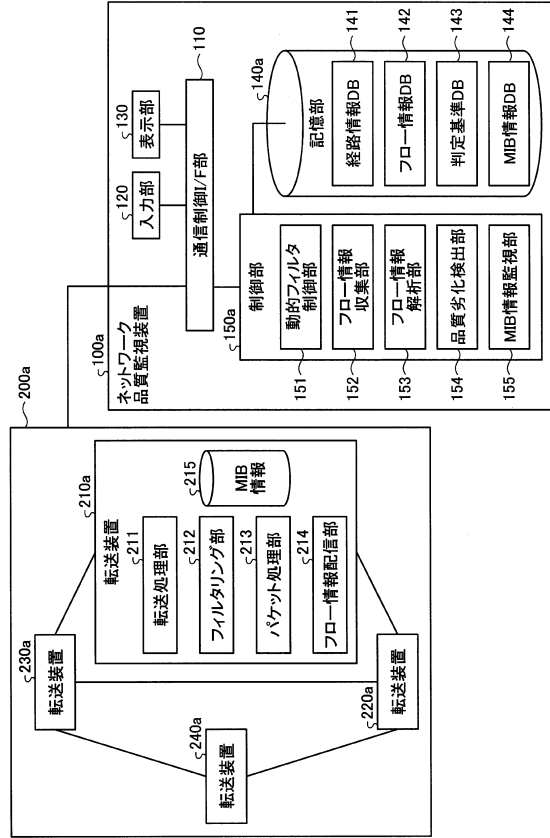 200a
230a
転送装置
240a
転送装置
220a
転送装置
210a
転送装置
211
転送処理部
212
フィルタリング部
213
パケット処理部
214
フロー情報配信部
215
MIB
情報
100a
ネットワーク
品質監視装置
120
入力部
130
表示部
110
通信制御I/F部
150a
制御部
動的フィルタ
制御部
151
フロー情報
収集部
152
フロー情報
解析部
153
品質劣化検出部
154
MIB情報監視部
155
140a
記憶部
経路情報DB
141
フロー情報DB
142
判定基準DB
143
MIB情報DB
144